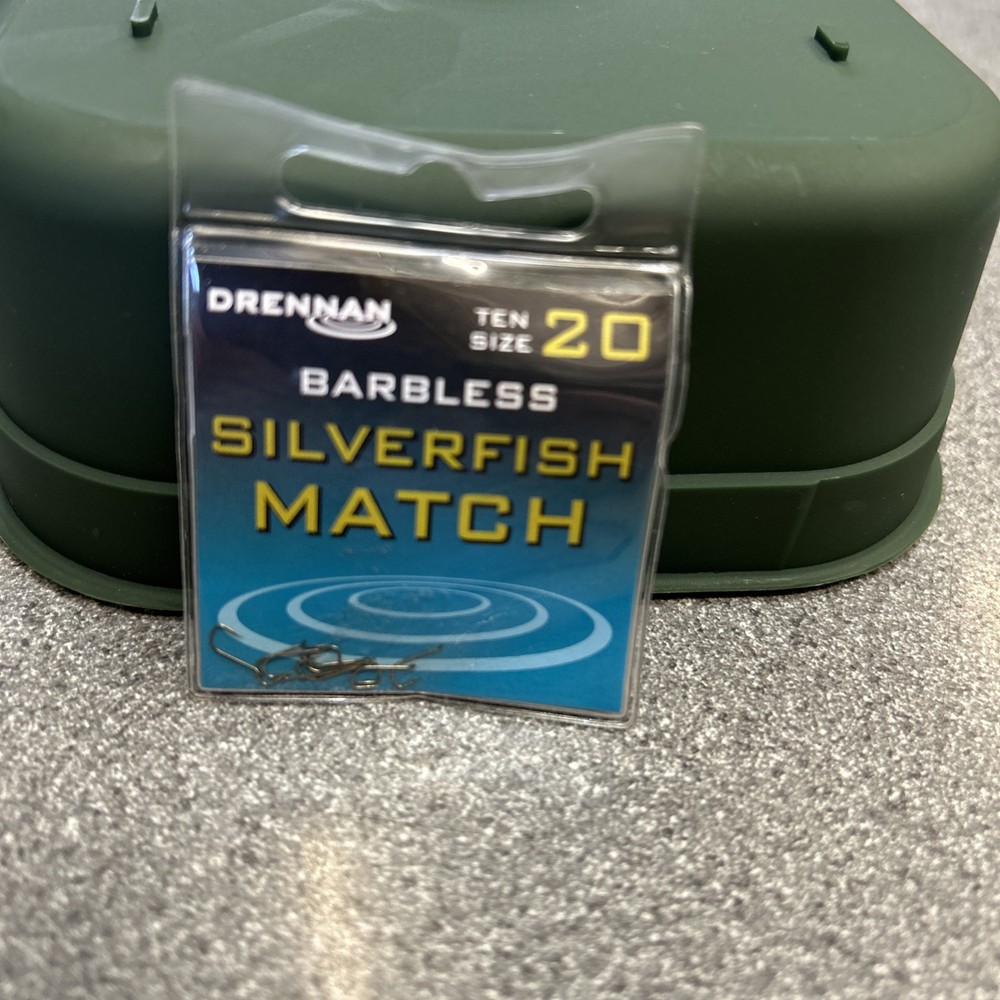 DRENNAN
TEN
SIZE 20
BARBLESS
SILVERFISH
MATCH